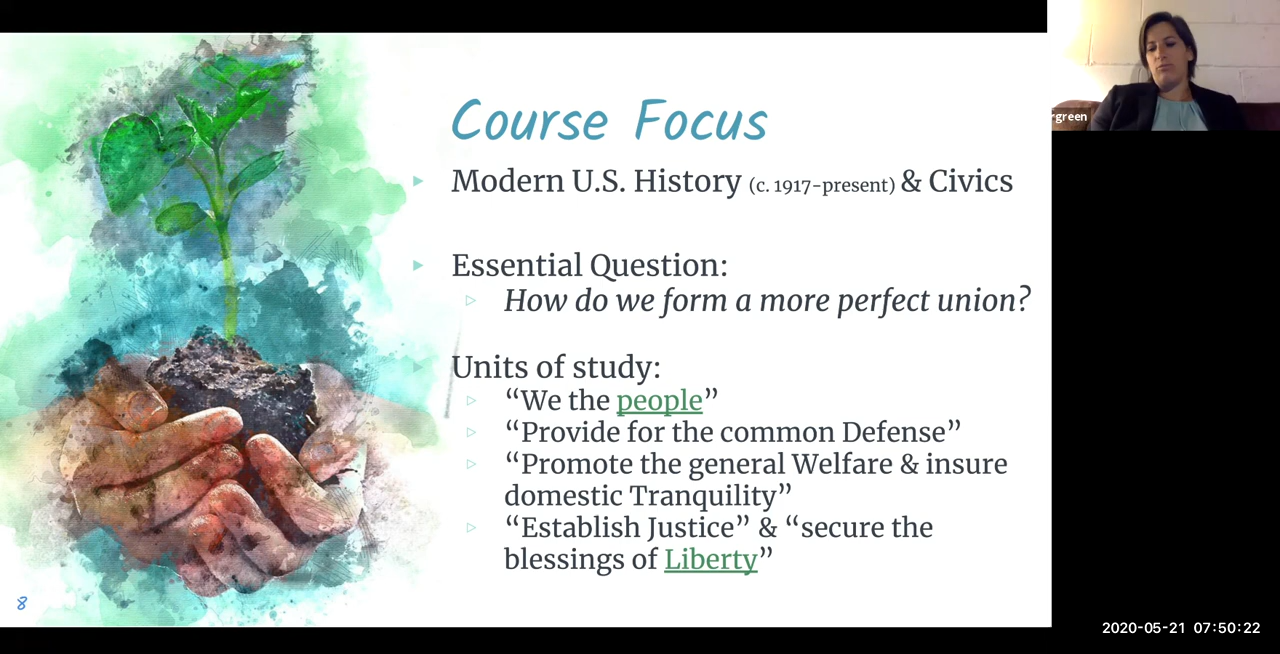 Course Focus
Modern U.S. History (c. 1917-present) & Civics
Essential Question:
How do we form a more perfect union?
Units of study:
“We the people”
“Provide for the common Defense”
“Promote the general Welfare & insure
domestic Tranquility”
“Establish Justice” & “secure the
blessings of Liberty”
8
rgreen
2020-05-21 07:50:22